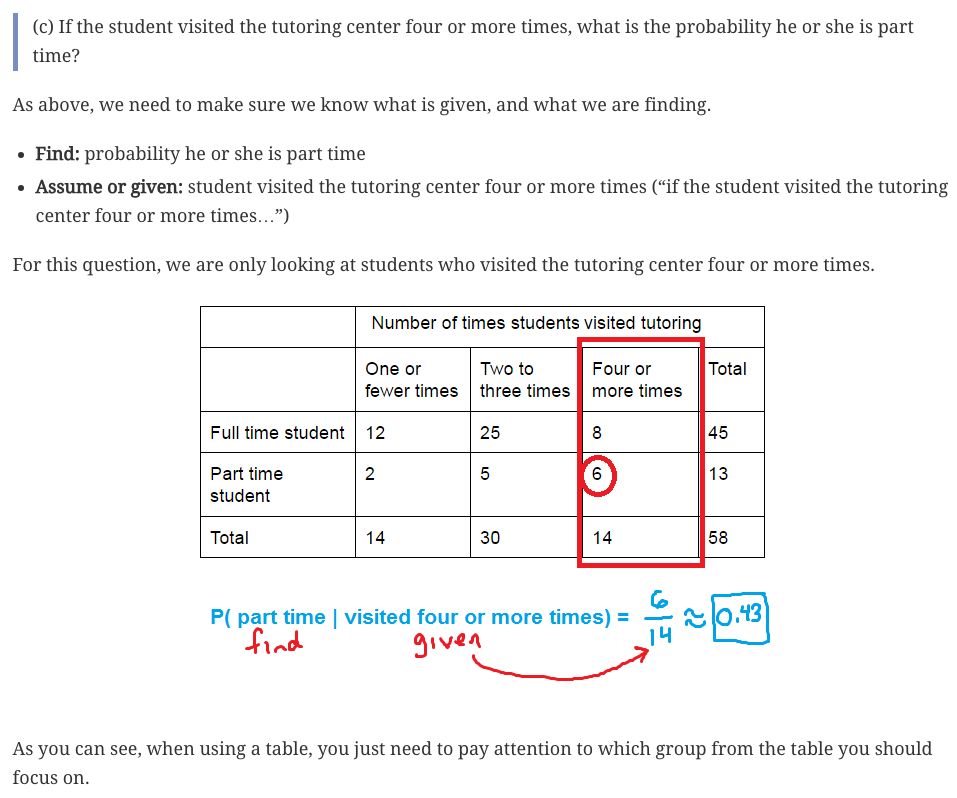 (c) If the student visited the tutoring center four or more times, what is the probability he or she is part
time?
As above, we need to make sure we know what is given, and what we are finding.
• Find: probability he or she is part time
• Assume or given: student visited the tutoring center four or more times (“if the student visited the tutoring
center four or more times…”)
For this question, we are only looking at students who visited the tutoring center four or more times.
Number of times students visited tutoring
One or fewer times Two to three times Four or more times Total
Full time student 12 25 8 45
Part time student 2 5 6 13
Total 14 30 14 58
P( part time | visited four or more times) = 6/14 ≈ 0.43
find given
As you can see, when using a table, you just need to pay attention to which group from the table you should
focus on.